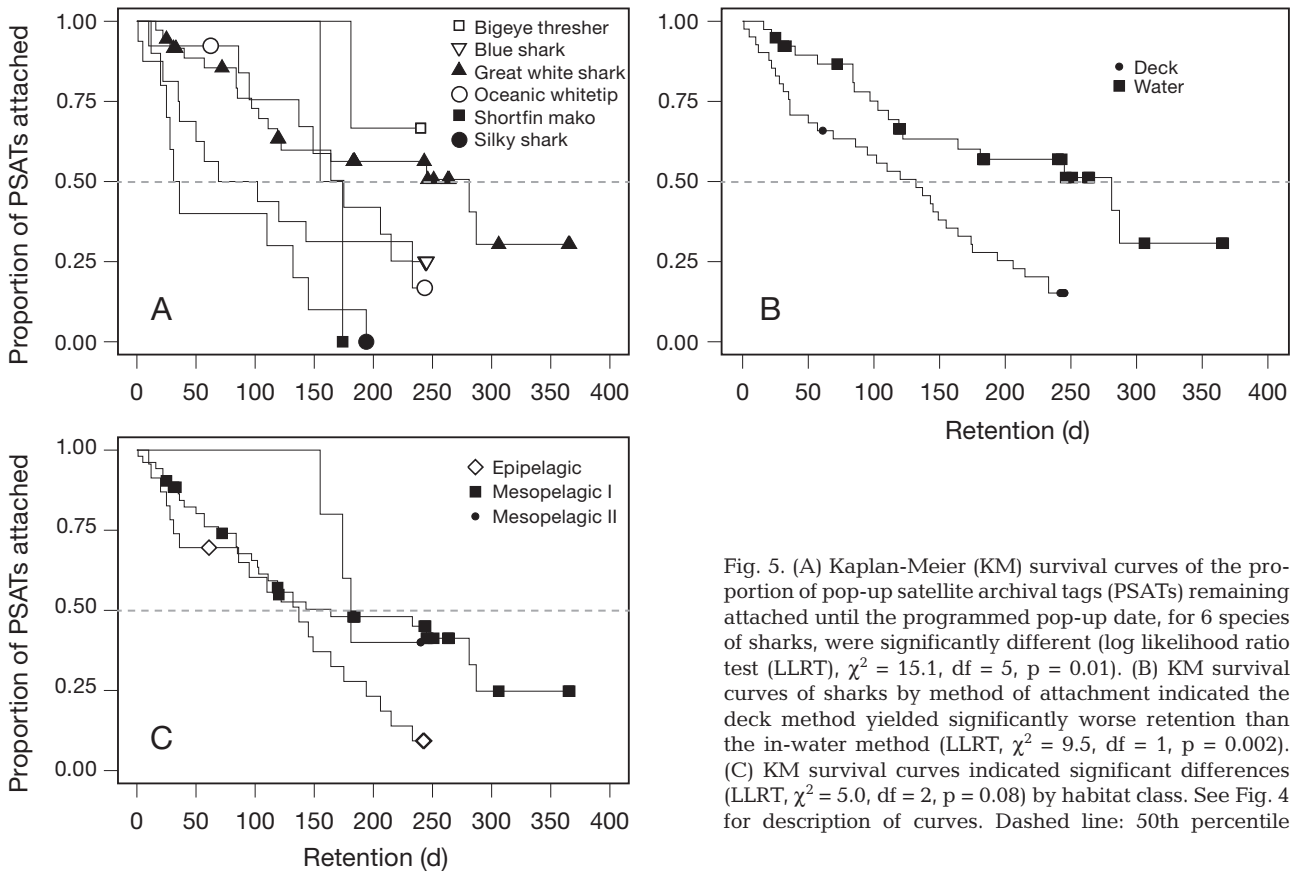 Proportion of PSATs attached
1.00
0.75
0.50
0.25
0.00
Bigeye thresher
Blue shark
Great white shark
Oceanic whitetip
Shortfin mako
Silky shark
A
0 50 100 150 200 250 300 350 400
1.00
0.75
0.50
0.25
0.00
Deck
Water
B
0 50 100 150 200 250 300 350 400
Retention (d)
Proportion of PSATs attached
1.00
0.75
0.50
0.25
0.00
Epipelagic
Mesopelagic I
Mesopelagic II
C
0 50 100 150 200 250 300 350 400
Retention (d)
Fig. 5. (A) Kaplan-Meier (KM) survival curves of the pro-
portion of pop-up satellite archival tags (PSATs) remaining
attached until the programmed pop-up date, for 6 species
of sharks, were significantly different (log likelihood ratio
test (LLRT), χ² = 15.1, df = 5, p = 0.01). (B) KM survival
curves of sharks by method of attachment indicated the
deck method yielded significantly worse retention than
the in-water method (LLRT, χ² = 9.5, df = 1, p = 0.002).
(C) KM survival curves indicated significant differences
(LLRT, χ² = 5.0, df = 2, p = 0.08) by habitat class. See Fig. 4
for description of curves. Dashed line: 50th percentile